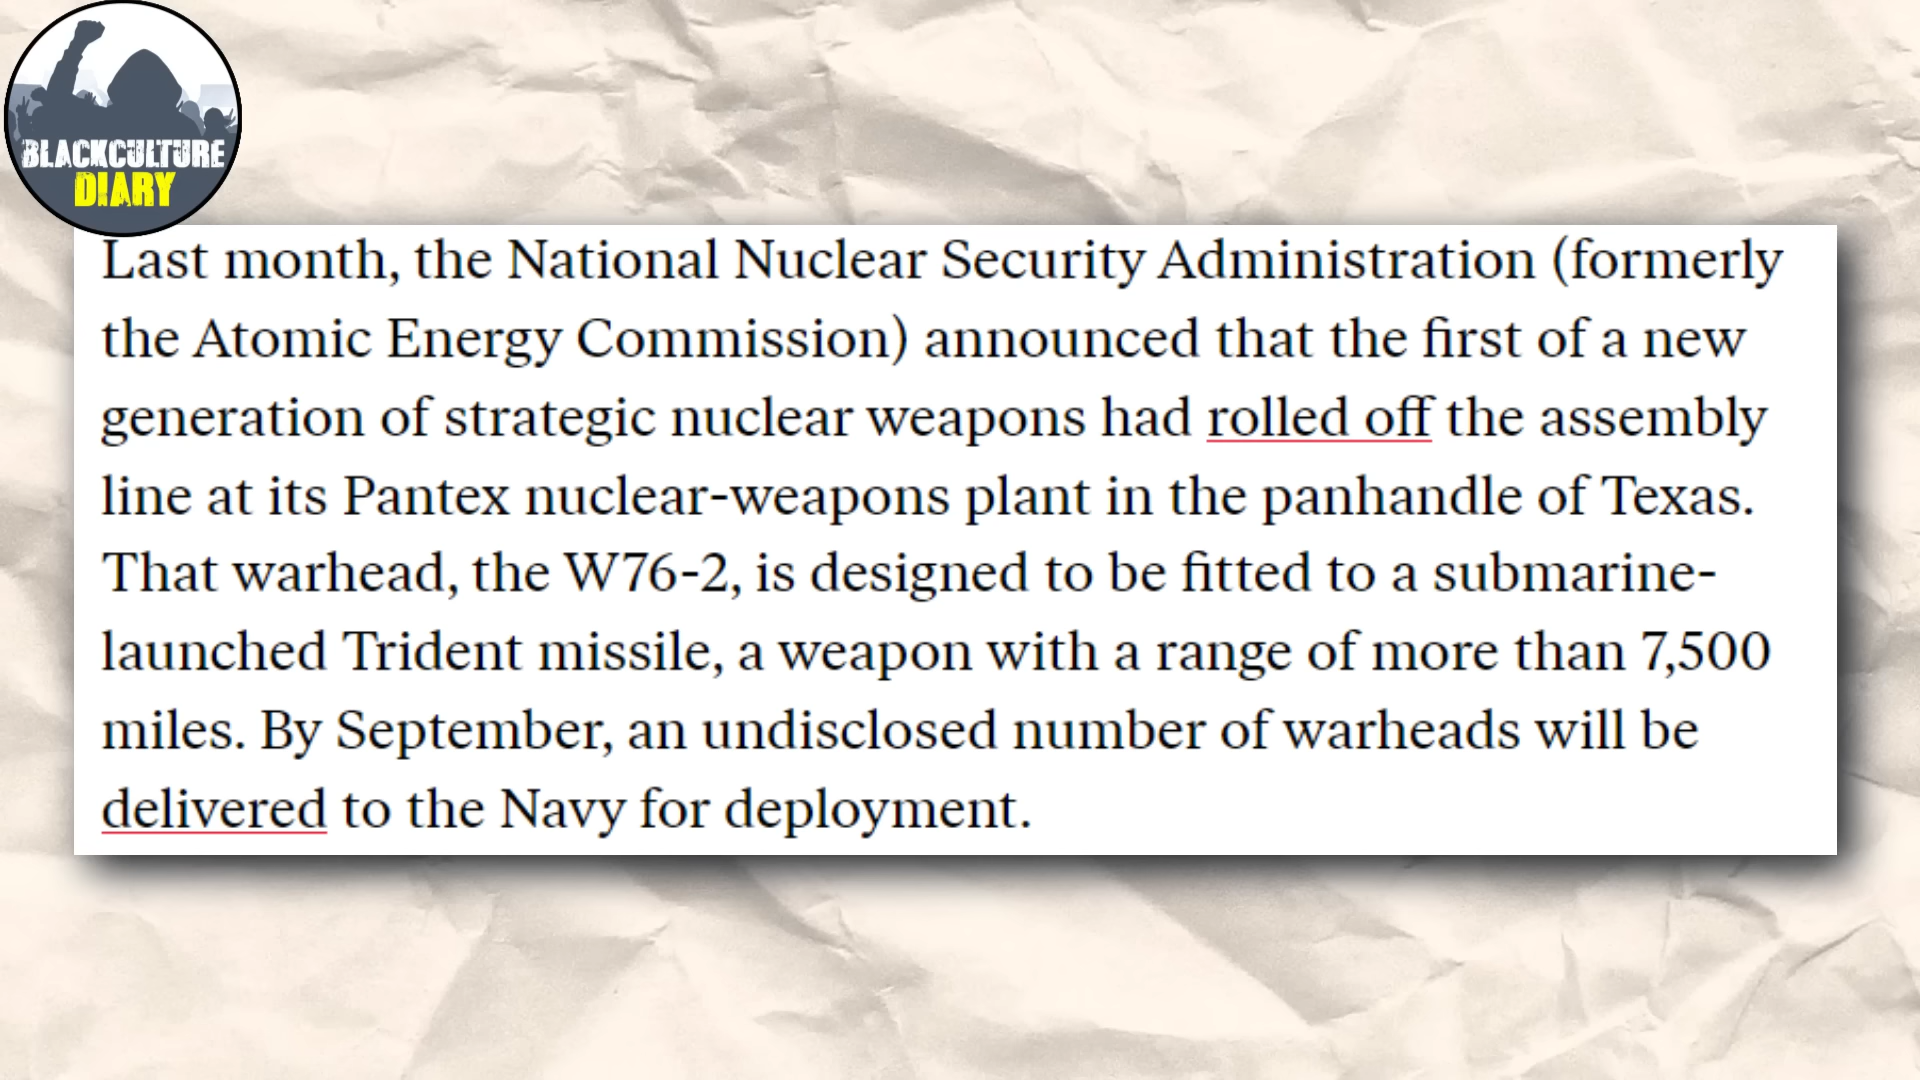 BLACKCULTURE
DIARY
Last month, the National Nuclear Security Administration (formerly
the Atomic Energy Commission) announced that the first of a new
generation of strategic nuclear weapons had rolled off the assembly
line at its Pantex nuclear-weapons plant in the panhandle of Texas.
That warhead, the W76-2, is designed to be fitted to a submarine-
launched Trident missile, a weapon with a range of more than 7,500
miles. By September, an undisclosed number of warheads will be
delivered to the Navy for deployment.